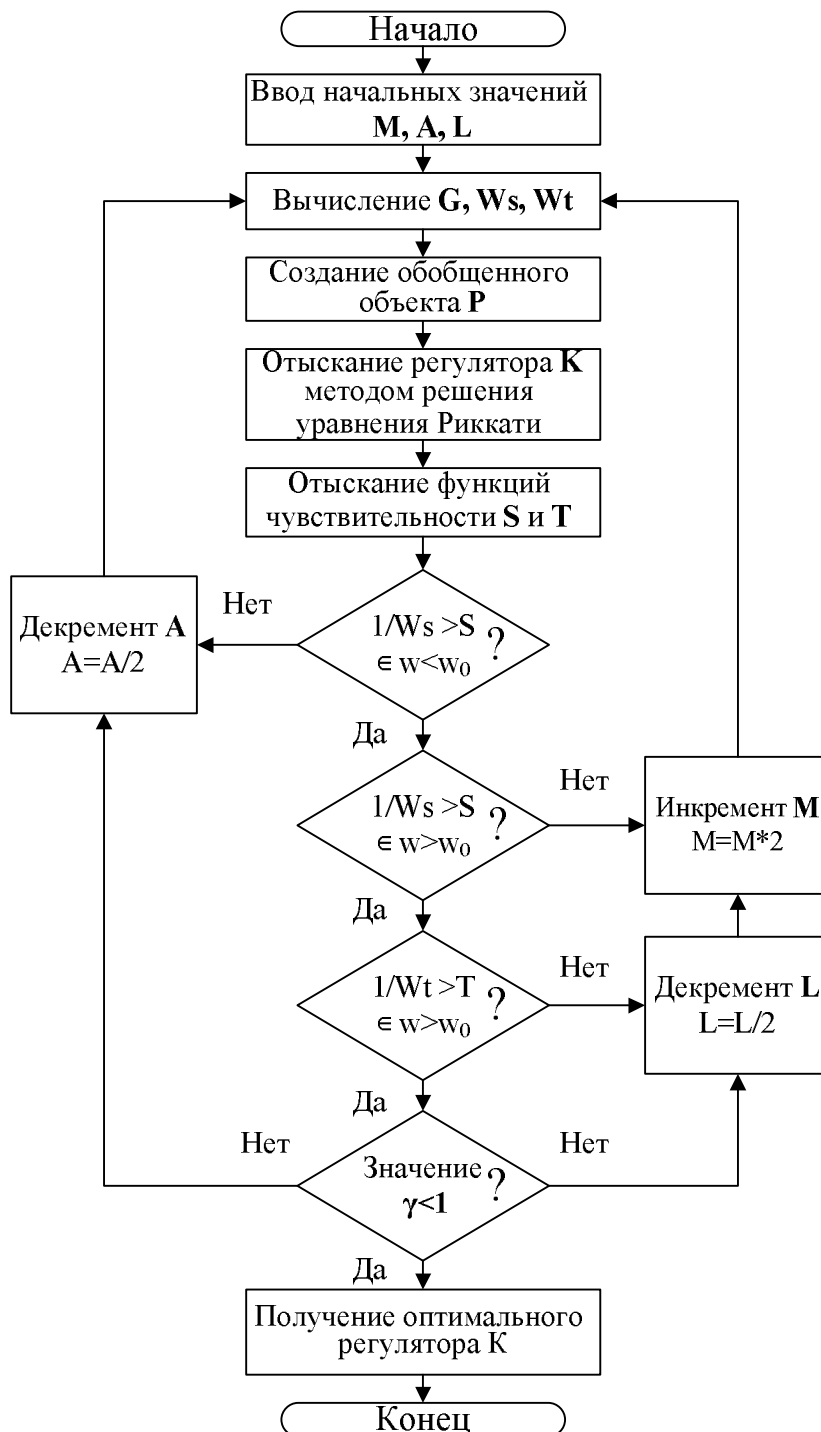 Начало
Ввод начальных значений
M, A, L
Вычисление G, Ws, Wt
Создание обобщенного
объекта P
Отыскание регулятора K
методом решения
уравнения Риккати
Отыскание функций
чувствительности S и T
Нет
Декремент A
A=A/2
1/Ws >S
∈ w<w₀ ?
Да
1/Ws >S
∈ w>w₀ ?
Нет
Инкремент M
M=M*2
Да
1/Wt >T
∈ w>w₀ ?
Нет
Декремент L
L=L/2
Да
Нет
Значение
γ<1 ?
Нет
Да
Получение оптимального
регулятора К
Конец